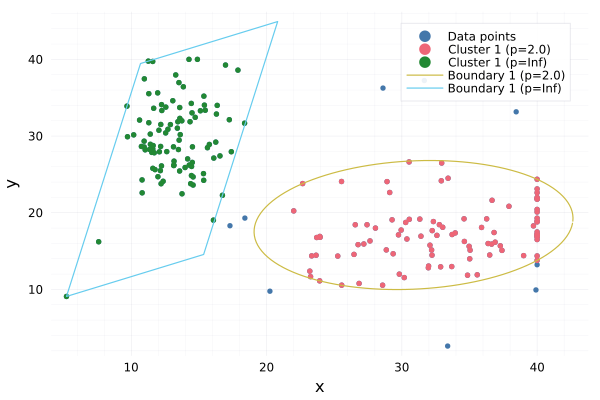 Data points
Cluster 1 (p=2.0)
Cluster 1 (p=Inf)
Boundary 1 (p=2.0)
Boundary 1 (p=Inf)
40
30
20
10
y
10 20 30 40
x